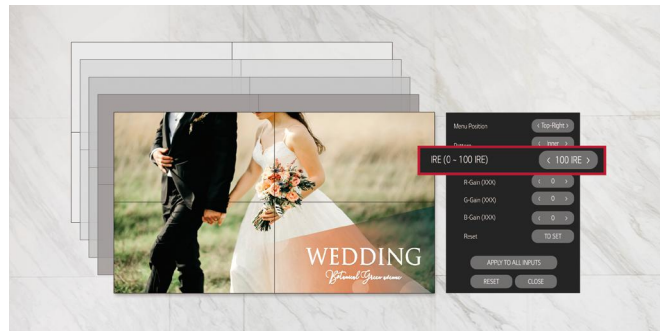 Menu Position
< Top-Right >
Pattern
< Inner >
IRE (0 ~ 100 IRE)
< 100 IRE >
R-Gain (XXX)
< 0 >
G-Gain (XXX)
< 0 >
B-Gain (XXX)
< 0 >
Reset
TO SET
APPLY TO ALL INPUTS
RESET
CLOSE
WEDDING